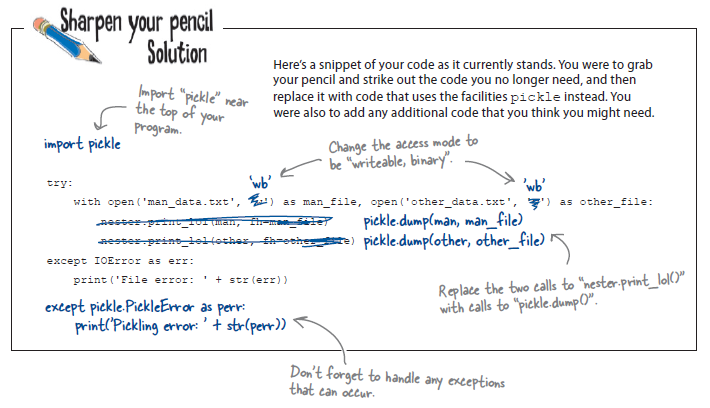 Sharpen your pencil
Solution
Here's a snippet of your code as it currently stands. You were to grab
your pencil and strike out the code you no longer need, and then
replace it with code that uses the facilities pickle instead. You
were also to add any additional code that you think you might need.
Import "pickle" near
the top of your
program.
import pickle
Change the access mode to
be "writeable, binary".
'wb'
'wb'
try:
with open('man_data.txt', 'w') as man_file, open('other_data.txt', 'w') as other_file:
nester.print_lol(man, fh=man_file) pickle.dump(man, man_file)
nester.print_lol(other, fh=other_file) pickle.dump(other, other_file)
except IOError as err:
print('File error: ' + str(err))
Replace the two calls to "nester.print_lol()"
with calls to "pickle.dump()".
except pickle.PickleError as perr:
print('Pickling error: ' + str(perr))
Don't forget to handle any exceptions
that can occur.